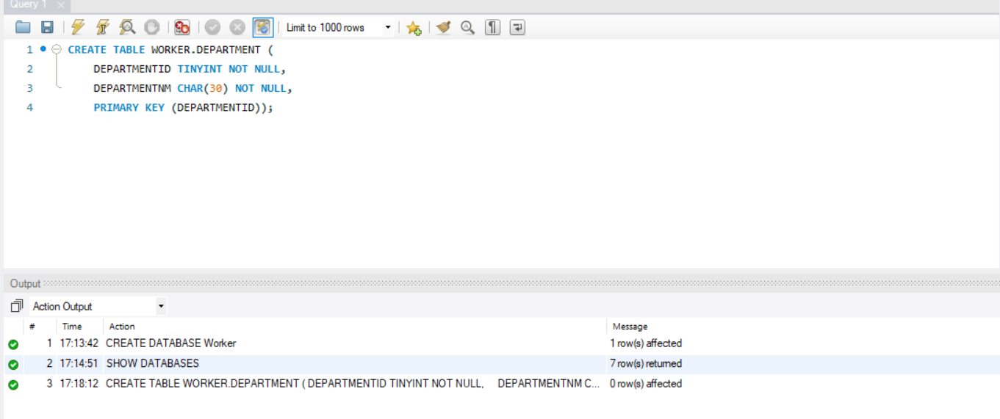 Query 1
Limit to 1000 rows
1 CREATE TABLE WORKER.DEPARTMENT (
2 DEPARTMENTID TINYINT NOT NULL,
3 DEPARTMENTNM CHAR(30) NOT NULL,
4 PRIMARY KEY (DEPARTMENTID));
Output
Action Output
# Time Action Message
1 17:13:42 CREATE DATABASE Worker 1 row(s) affected
2 17:14:51 SHOW DATABASES 7 row(s) returned
3 17:18:12 CREATE TABLE WORKER.DEPARTMENT ( DEPARTMENTID TINYINT NOT NULL, DEPARTMENTNM C... 0 row(s) affected